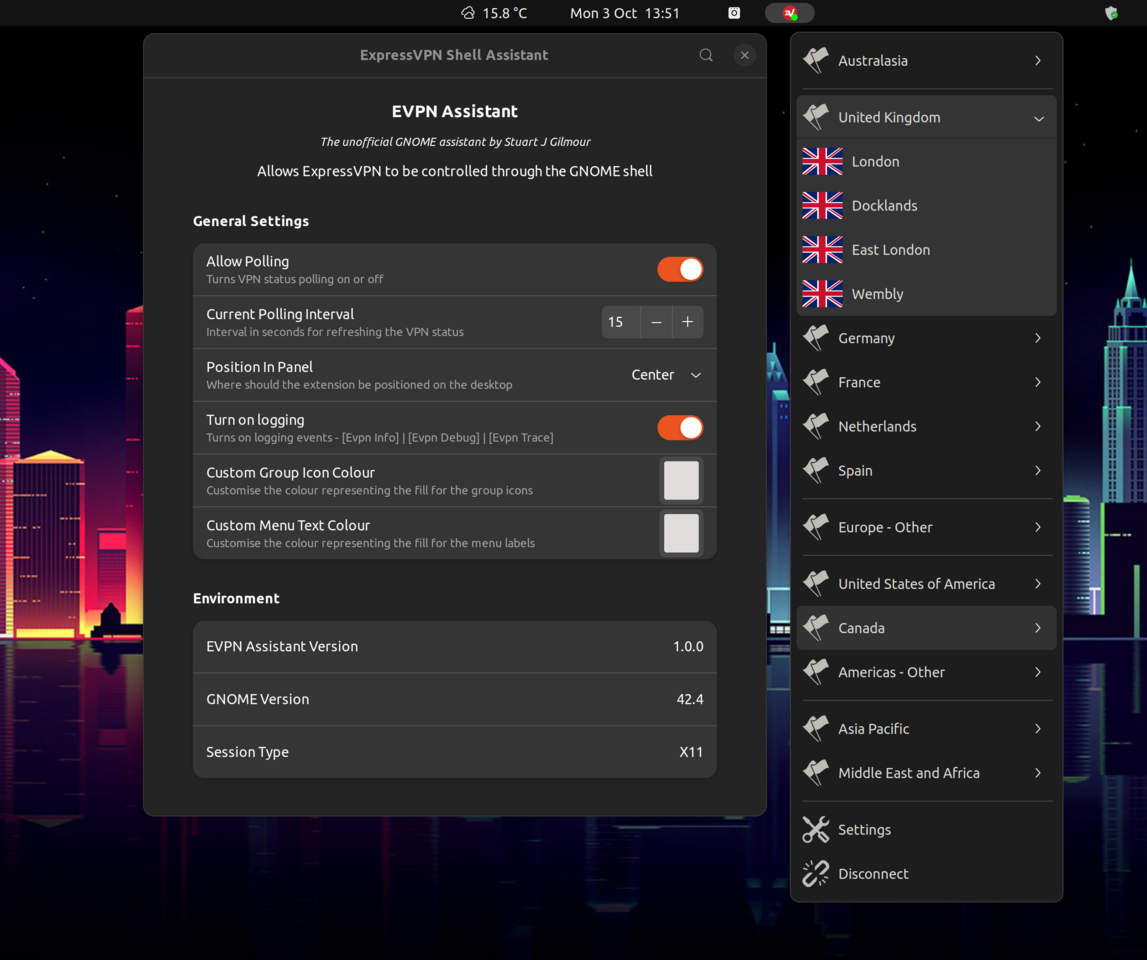 15.8 °C
Mon 3 Oct 13:51
ExpressVPN Shell Assistant
EVPN Assistant
The unofficial GNOME assistant by Stuart J Gilmour
Allows ExpressVPN to be controlled through the GNOME shell
General Settings
Allow Polling
Turns VPN status polling on or off
Current Polling Interval
Interval in seconds for refreshing the VPN status
15 − +
Position In Panel
Where should the extension be positioned on the desktop
Center
Turn on logging
Turns on logging events - [Evpn Info] | [Evpn Debug] | [Evpn Trace]
Custom Group Icon Colour
Customise the colour representing the fill for the group icons
Custom Menu Text Colour
Customise the colour representing the fill for the menu labels
Environment
EVPN Assistant Version 1.0.0
GNOME Version 42.4
Session Type X11
Australasia
United Kingdom
London
Docklands
East London
Wembly
Germany
France
Netherlands
Spain
Europe - Other
United States of America
Canada
Americas - Other
Asia Pacific
Middle East and Africa
Settings
Disconnect